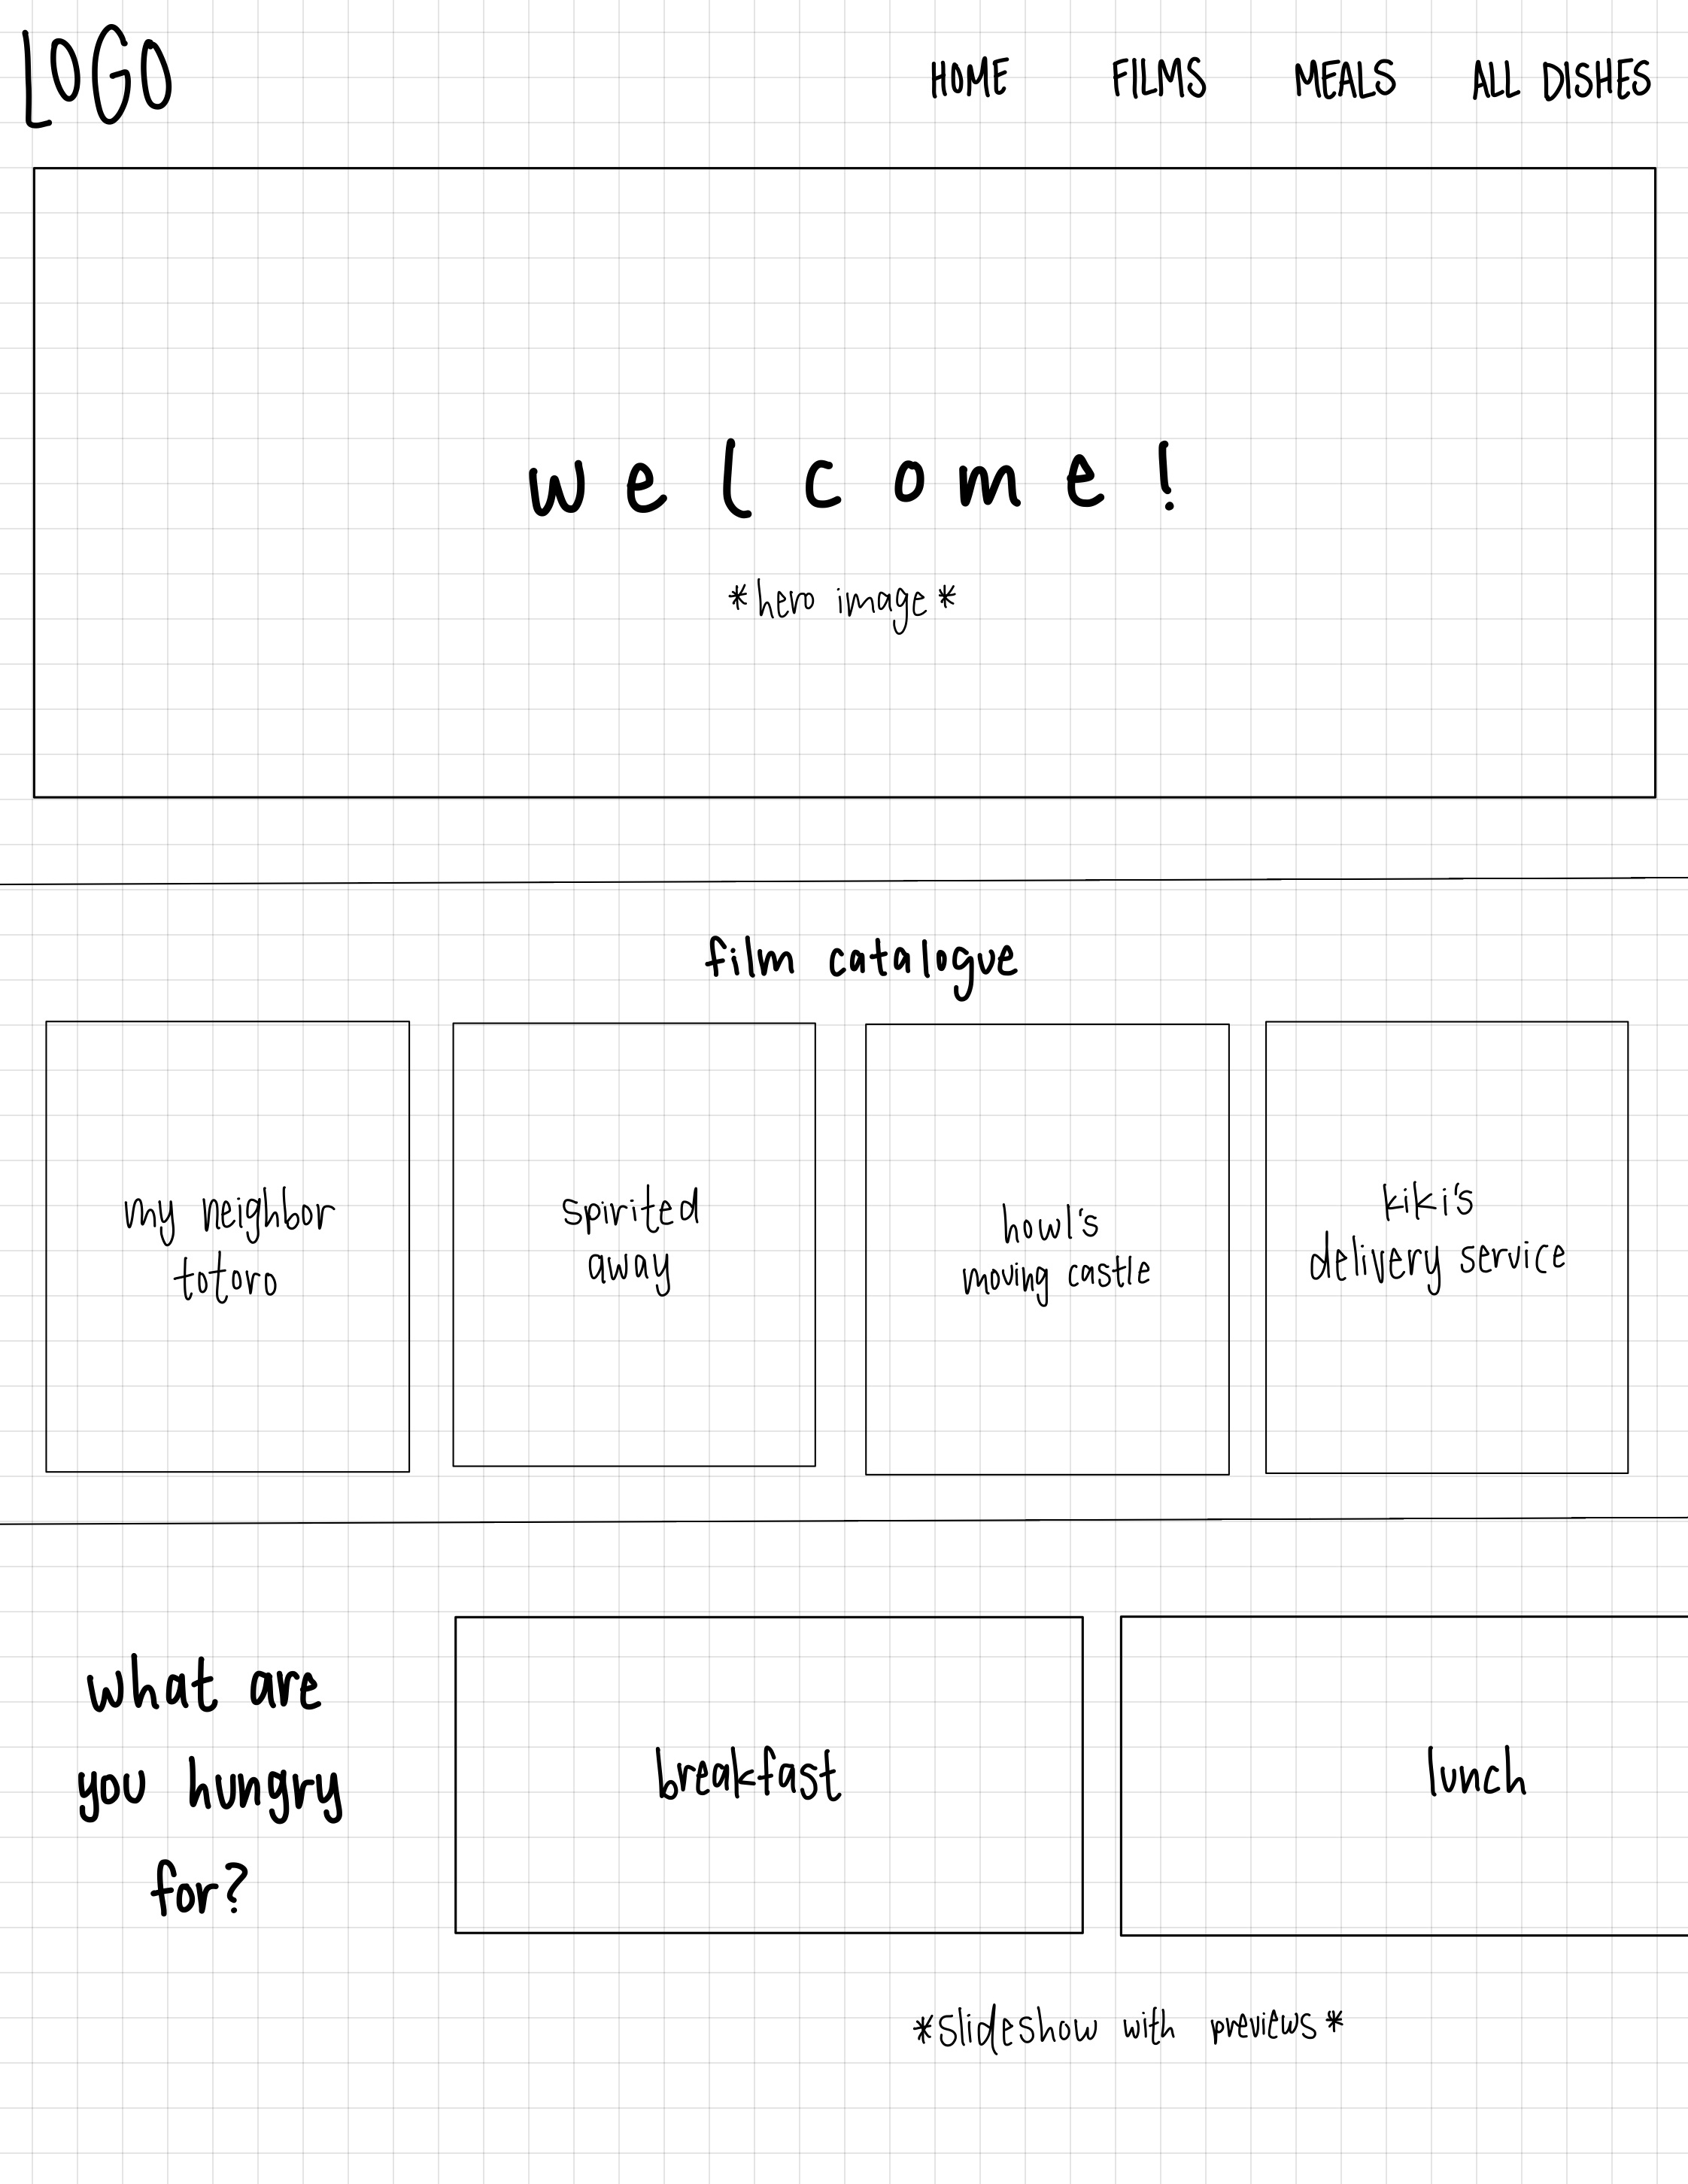 LOGO
HOME FILMS MEALS ALL DISHES
welcome!
*hero image*
film catalogue
my neighbor
totoro
spirited
away
howl's
moving castle
kiki's
delivery service
what are
you hungry
for?
breakfast
lunch
*slideshow with previews*